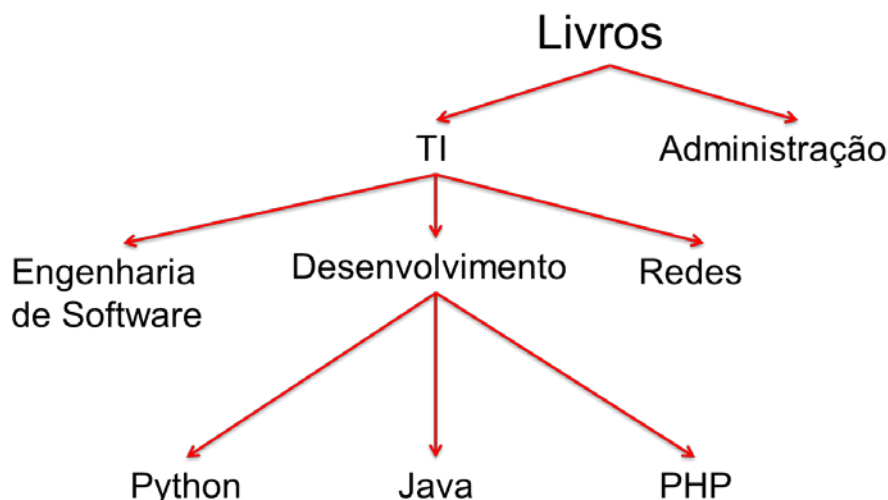 Livros
TI
Administração
Engenharia
de Software
Desenvolvimento
Redes
Python
Java
PHP